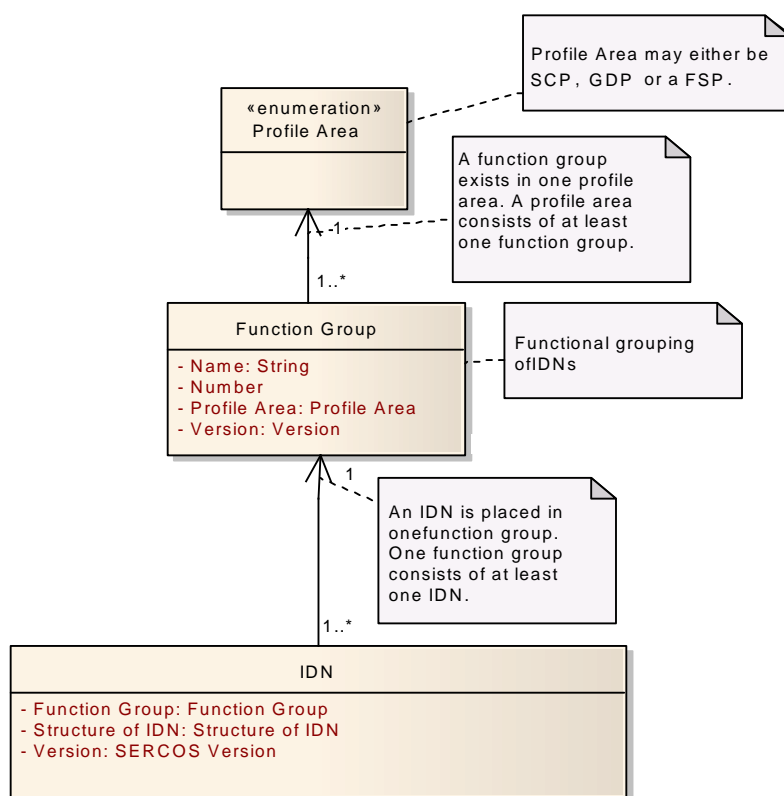 Profile Area may either be
SCP, GDP or a FSP.
«enumeration»
Profile Area
A function group
exists in one profile
area. A profile area
consists of at least
one function group.
1
1..*
Function Group
- Name: String
- Number
- Profile Area: Profile Area
- Version: Version
Functional grouping
ofIDNs
1
An IDN is placed in
onefunction group.
One function group
consists of at least
one IDN.
1..*
IDN
- Function Group: Function Group
- Structure of IDN: Structure of IDN
- Version: SERCOS Version